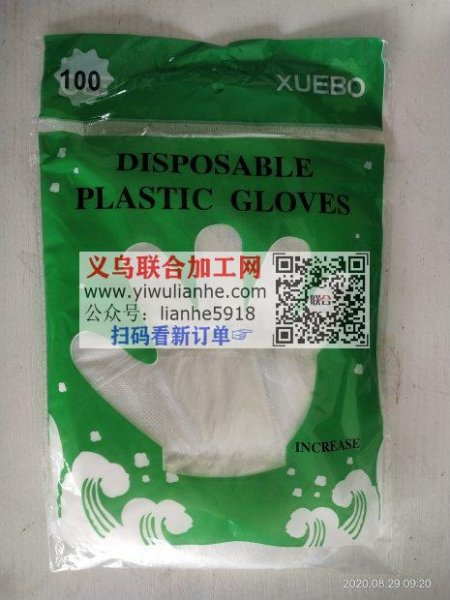 100
XUEBO
DISPOSABLE
PLASTIC GLOVES
义乌联合加工网
www.yiwulianhe.com
公众号：lianhe5918
扫码看新订单👉
联合
INCREASE
2020.08.29 09:20